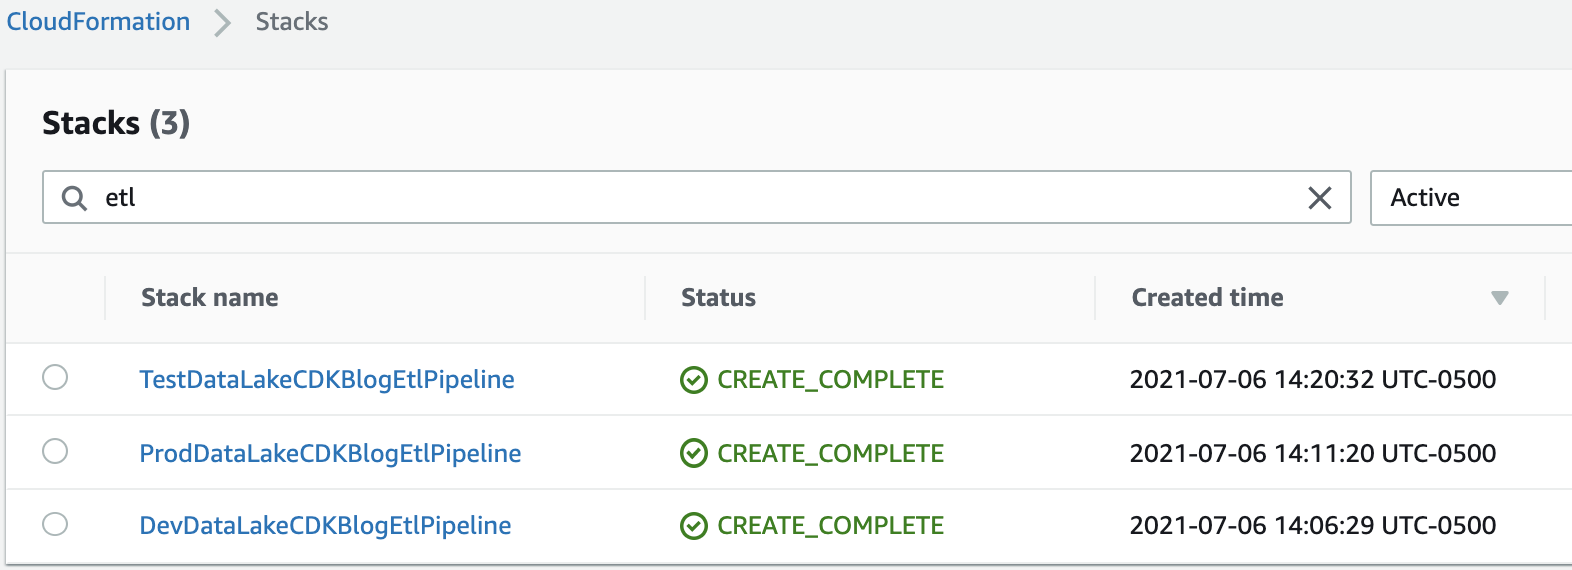 CloudFormation Stacks
Stacks (3)
etl Active
Stack name Status Created time
TestDataLakeCDKBlogEtlPipeline CREATE_COMPLETE 2021-07-06 14:20:32 UTC-0500
ProdDataLakeCDKBlogEtlPipeline CREATE_COMPLETE 2021-07-06 14:11:20 UTC-0500
DevDataLakeCDKBlogEtlPipeline CREATE_COMPLETE 2021-07-06 14:06:29 UTC-0500